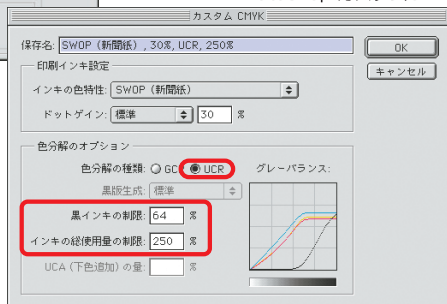 カスタム CMYK
保存名: SWOP（新聞紙）, 30%, UCR, 250%
OK
キャンセル
印刷インキ設定
インキの色特性: SWOP（新聞紙）
ドットゲイン: 標準 30 %
色分解のオプション
色分解の種類: GC UCR グレーバランス:
黒版生成: 標準
黒インキの制限: 64 %
インキの総使用量の制限: 250 %
UCA（下色追加）の量: %